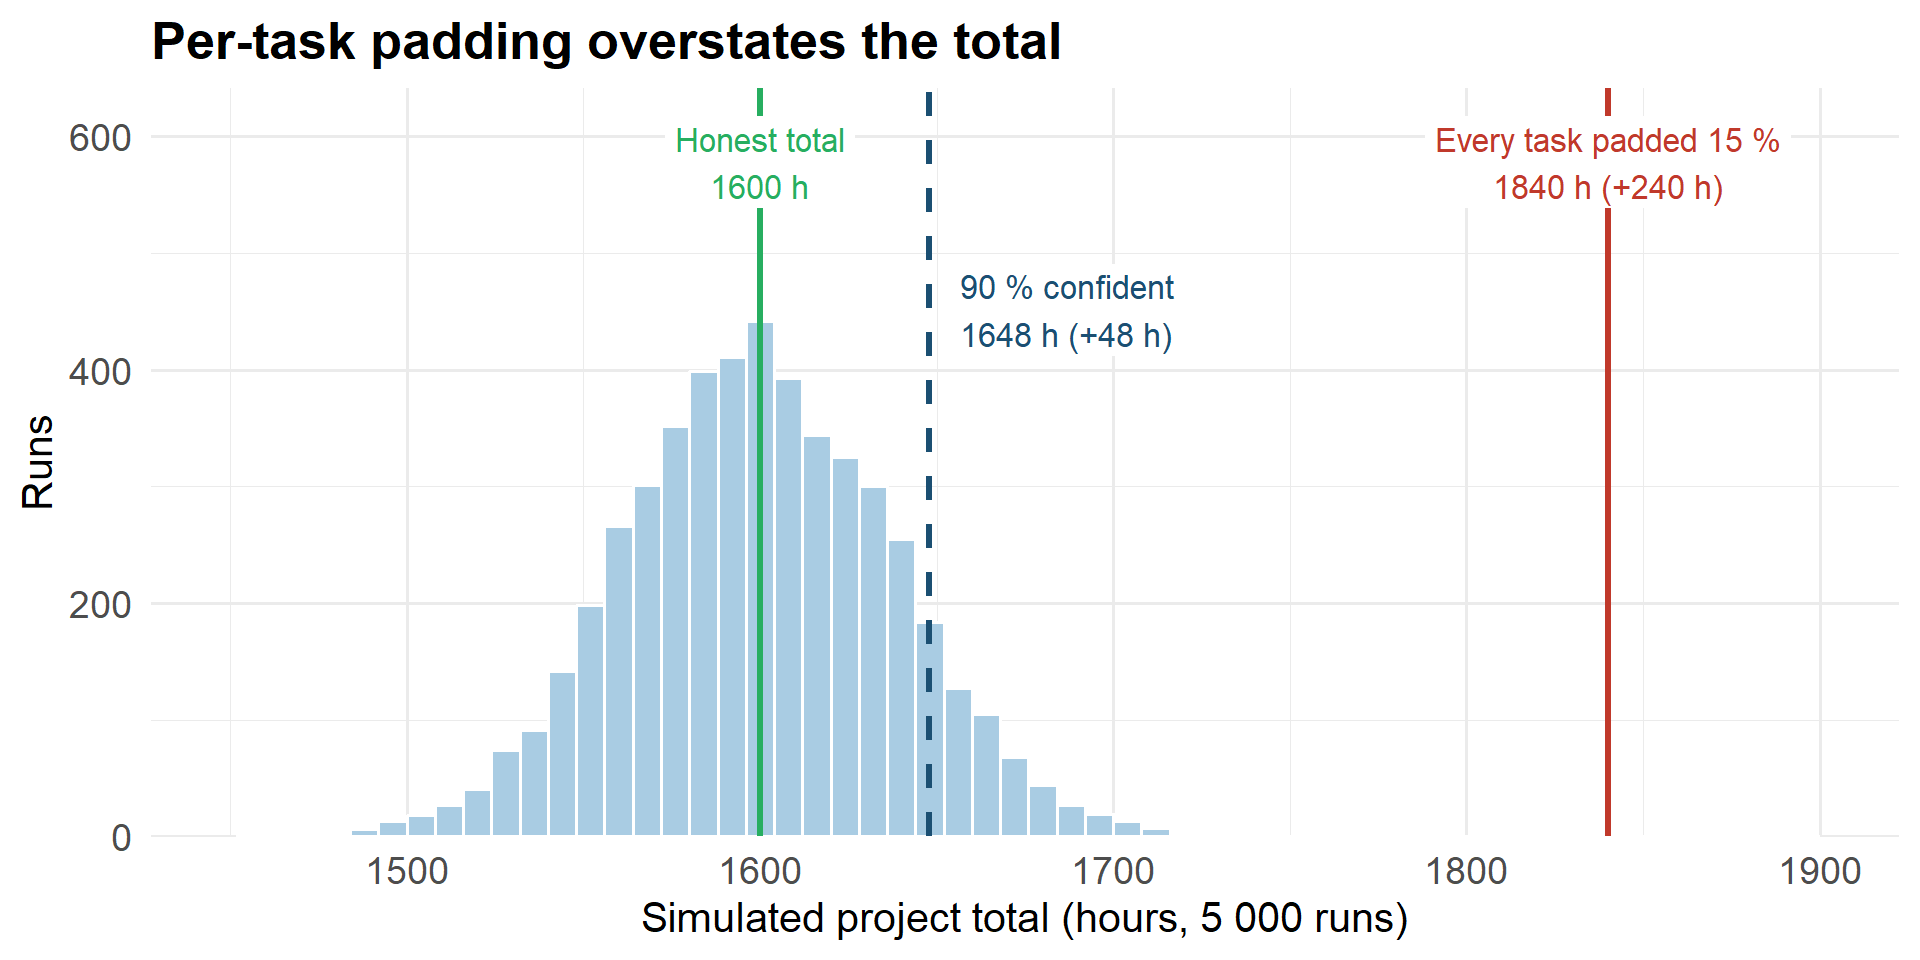 Per-task padding overstates the total
Honest total
1600 h
Every task padded 15 %
1840 h (+240 h)
90 % confident
1648 h (+48 h)
Runs
600
400
200
0
1500
1600
1700
1800
1900
Simulated project total (hours, 5 000 runs)